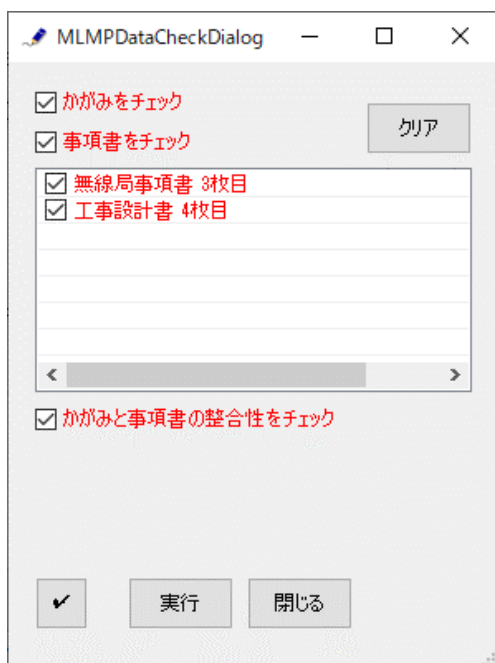 MLMPDataCheckDialog
かがみをチェック
クリア
事項書をチェック
無線局事項書 3枚目
工事設計書 4枚目
かがみと事項書の整合性をチェック
✔
実行
閉じる